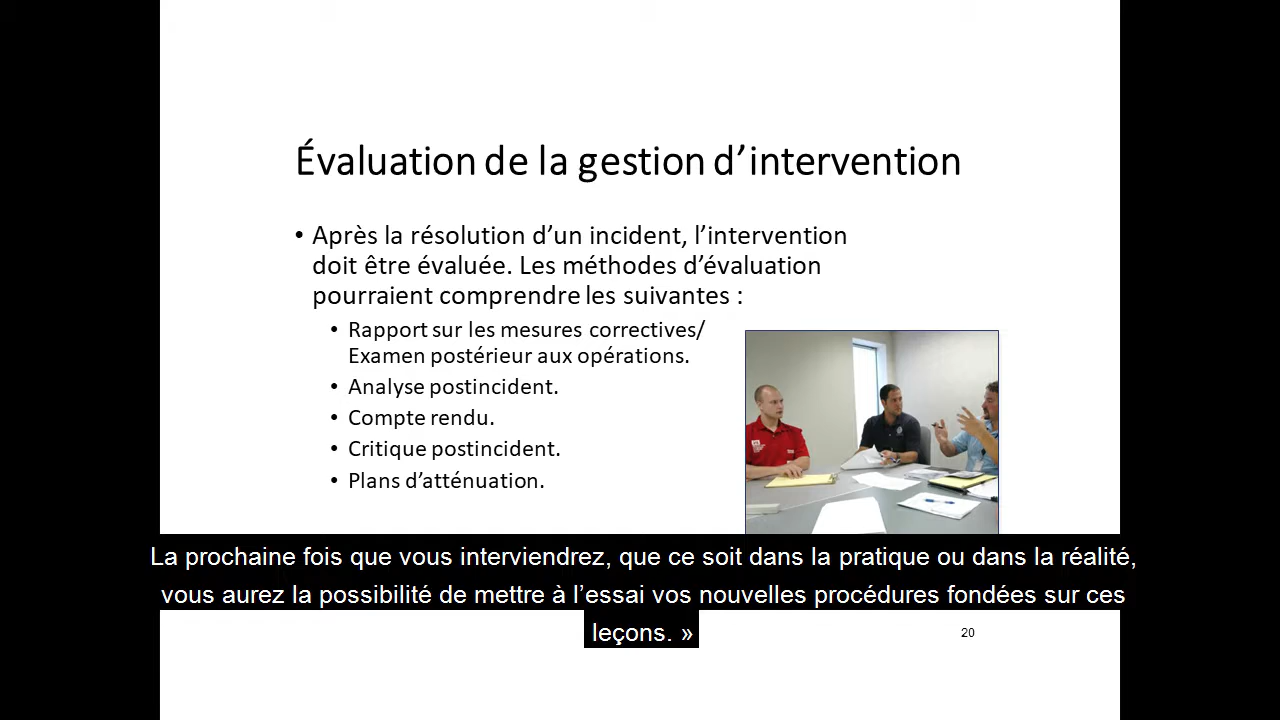 Évaluation de la gestion d’intervention
• Après la résolution d’un incident, l’intervention
doit être évaluée. Les méthodes d’évaluation
pourraient comprendre les suivantes :
• Rapport sur les mesures correctives/
Examen postérieur aux opérations.
• Analyse postincident.
• Compte rendu.
• Critique postincident.
• Plans d’atténuation.
La prochaine fois que vous interviendrez, que ce soit dans la pratique ou dans la réalité,
vous aurez la possibilité de mettre à l’essai vos nouvelles procédures fondées sur ces
leçons. »
20